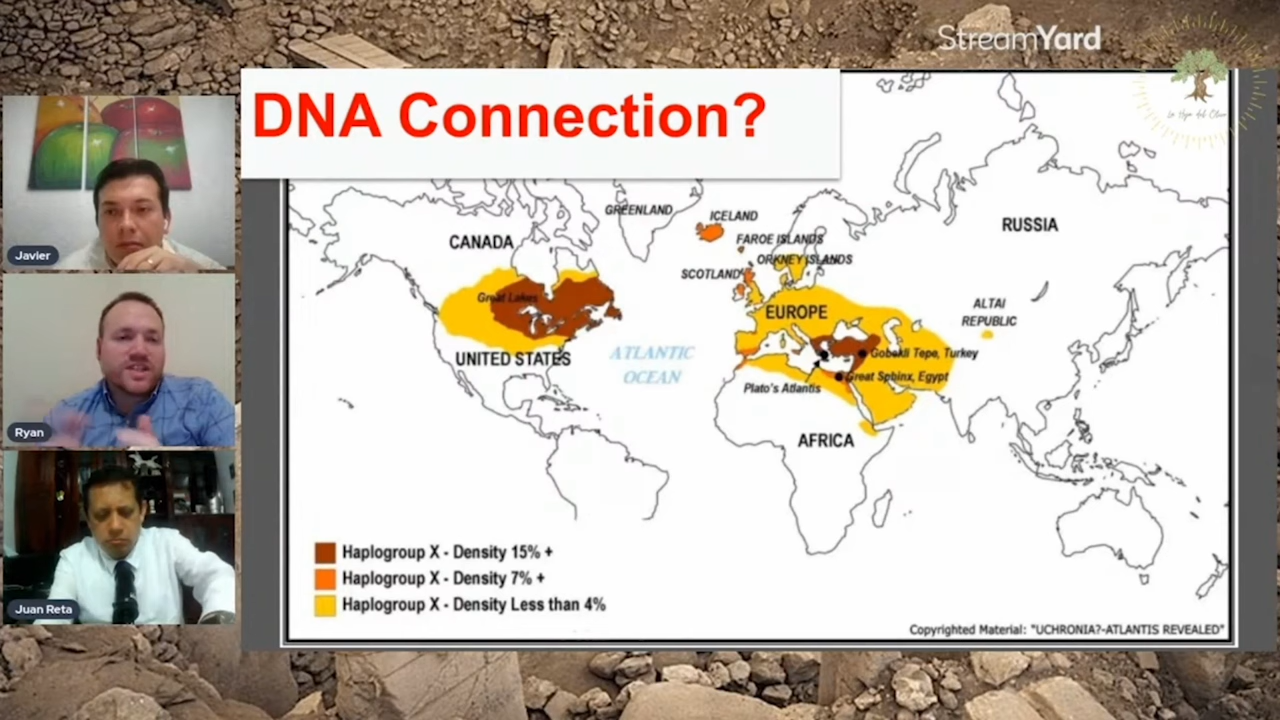 StreamYard
DNA Connection?
Javier
Ryan
Juan Reta
GREENLAND
ICELAND
RUSSIA
CANADA
FAROE ISLANDS
ORKNEY ISLANDS
SCOTLAND
Great Lakes
EUROPE
ALTAI
REPUBLIC
UNITED STATES
ATLANTIC
OCEAN
Gobekli Tepe, Turkey
Great Sphinx, Egypt
Plato's Atlantis
AFRICA
Haplogroup X - Density 15% +
Haplogroup X - Density 7% +
Haplogroup X - Density Less than 4%
Copyrighted Material: "UCHRONIA?-ATLANTIS REVEALED"